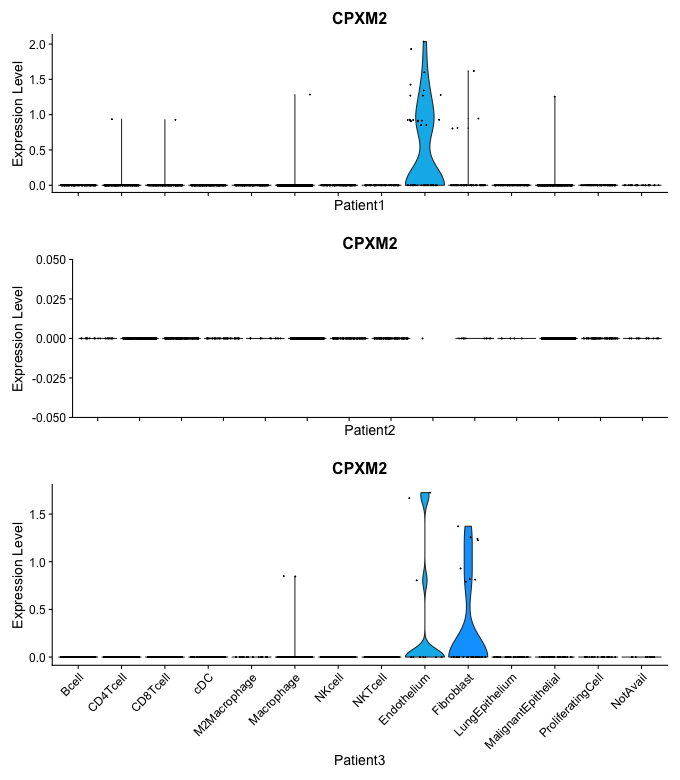 CPXM2
Expression Level
2.0
1.5
1.0
0.5
0.0
Patient1
CPXM2
Expression Level
0.050
0.025
0.000
-0.025
-0.050
Patient2
CPXM2
Expression Level
1.5
1.0
0.5
0.0
Bcell
CD4Tcell
CD8Tcell
cDC
M2Macrophage
Macrophage
NKcell
NKTcell
Endothelium
Fibroblast
LungEpithelium
MalignantEpithelial
ProliferatingCell
NotAvail
Patient3